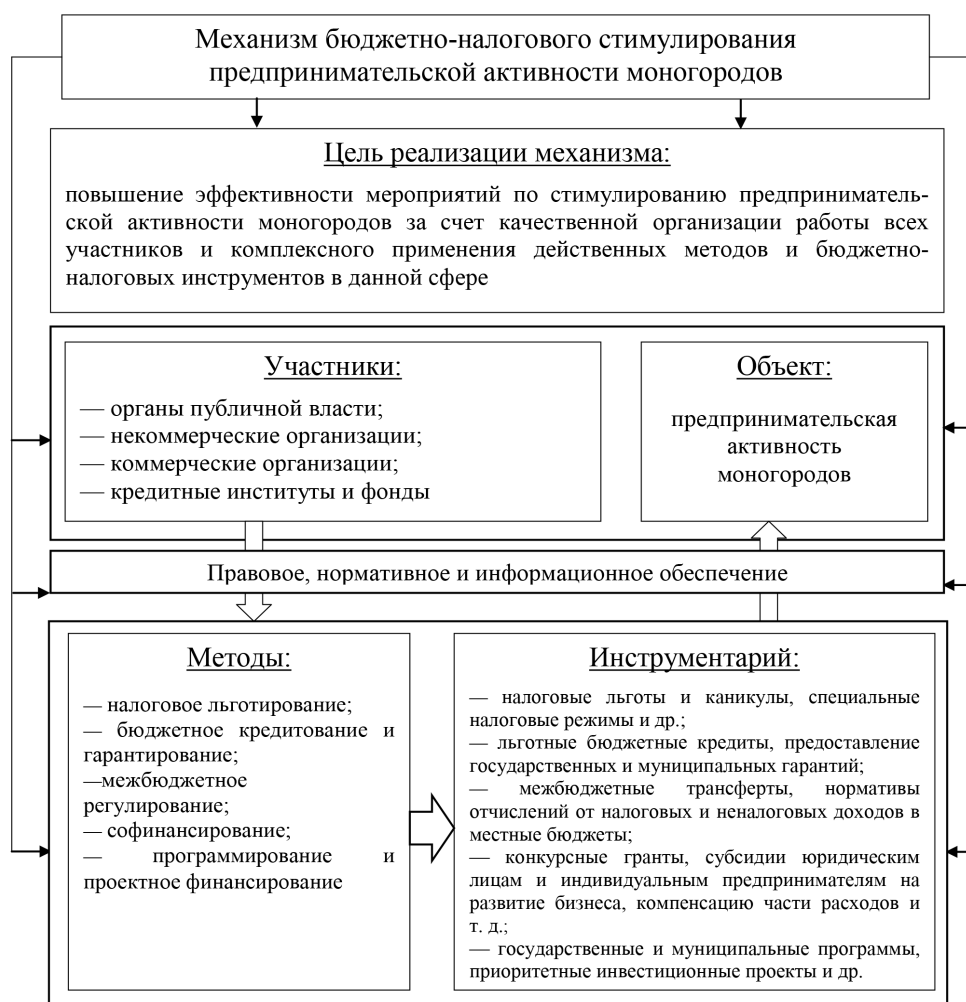 Механизм бюджетно-налогового стимулирования
предпринимательской активности моногородов
Цель реализации механизма:
повышение эффективности мероприятий по стимулированию предприниматель-
ской активности моногородов за счет качественной организации работы всех
участников и комплексного применения действенных методов и бюджетно-
налоговых инструментов в данной сфере
Участники:
— органы публичной власти;
— некоммерческие организации;
— коммерческие организации;
— кредитные институты и фонды
Объект:
предпринимательская
активность
моногородов
Правовое, нормативное и информационное обеспечение
Методы:
— налоговое льготирование;
— бюджетное кредитование и
гарантирование;
—межбюджетное
регулирование;
— софинансирование;
— программирование и
проектное финансирование
Инструментарий:
— налоговые льготы и каникулы, специальные
налоговые режимы и др.;
— льготные бюджетные кредиты, предоставление
государственных и муниципальных гарантий;
— межбюджетные трансферты, нормативы
отчислений от налоговых и неналоговых доходов в
местные бюджеты;
— конкурсные гранты, субсидии юридическим
лицам и индивидуальным предпринимателям на
развитие бизнеса, компенсацию части расходов и
т. д.;
— государственные и муниципальные программы,
приоритетные инвестиционные проекты и др.